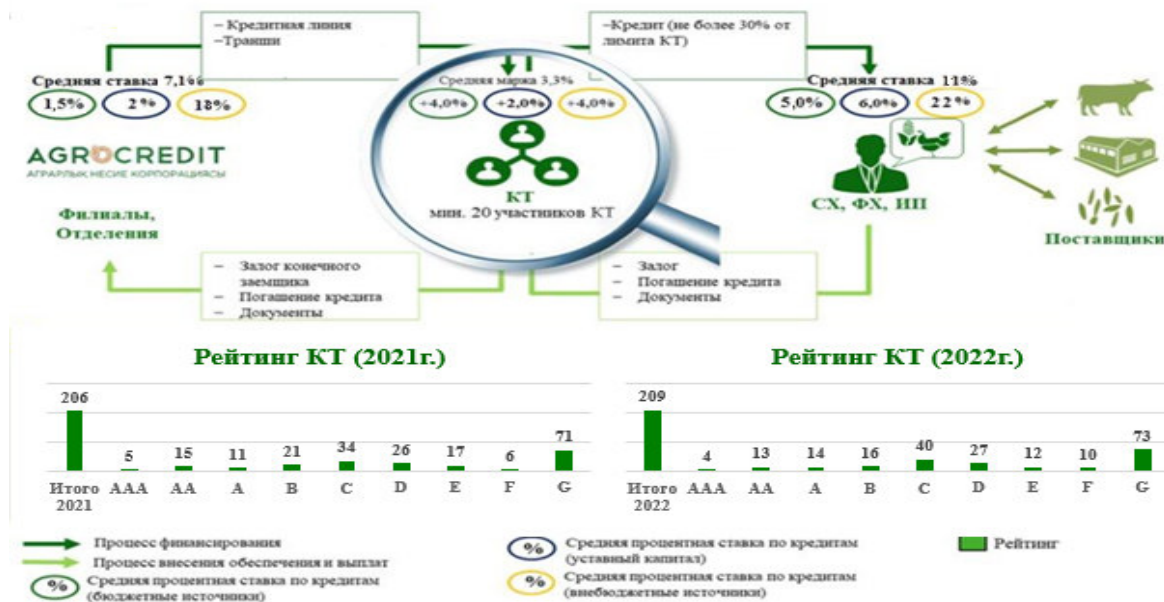 – Кредитная линия
–Транши
–Кредит (не более 30% от
лимита КТ)
Средняя ставка 7,1%
1,5%
2%
18%
Средняя маржа 3,3%
+4,0%
+2,0%
+4,0%
Средняя ставка 11%
5,0%
6,0%
22%
AGROCREDIT
АГРАРЛЫҚ НЕСИЕ КОРПОРАЦИЯСЫ
Филиалы,
Отделения
КТ
мин. 20 участников КТ
СХ, ФХ, ИП
Поставщики
– Залог конечного
заемщика
– Погашение кредита
– Документы
– Залог
– Погашение кредита
– Документы
Рейтинг КТ (2021г.)
206
5
15
11
21
34
26
17
6
71
Итого
2021
AAA
AA
A
B
C
D
E
F
G
Рейтинг КТ (2022г.)
209
4
13
14
16
40
27
12
10
73
Итого
2022
AAA
AA
A
B
C
D
E
F
G
Процесс финансирования
Процесс внесения обеспечения и выплат
%
Средняя процентная ставка по кредитам
(бюджетные источники)
%
Средняя процентная ставка по кредитам
(уставный капитал)
%
Средняя процентная ставка по кредитам
(внебюджетные источники)
Рейтинг